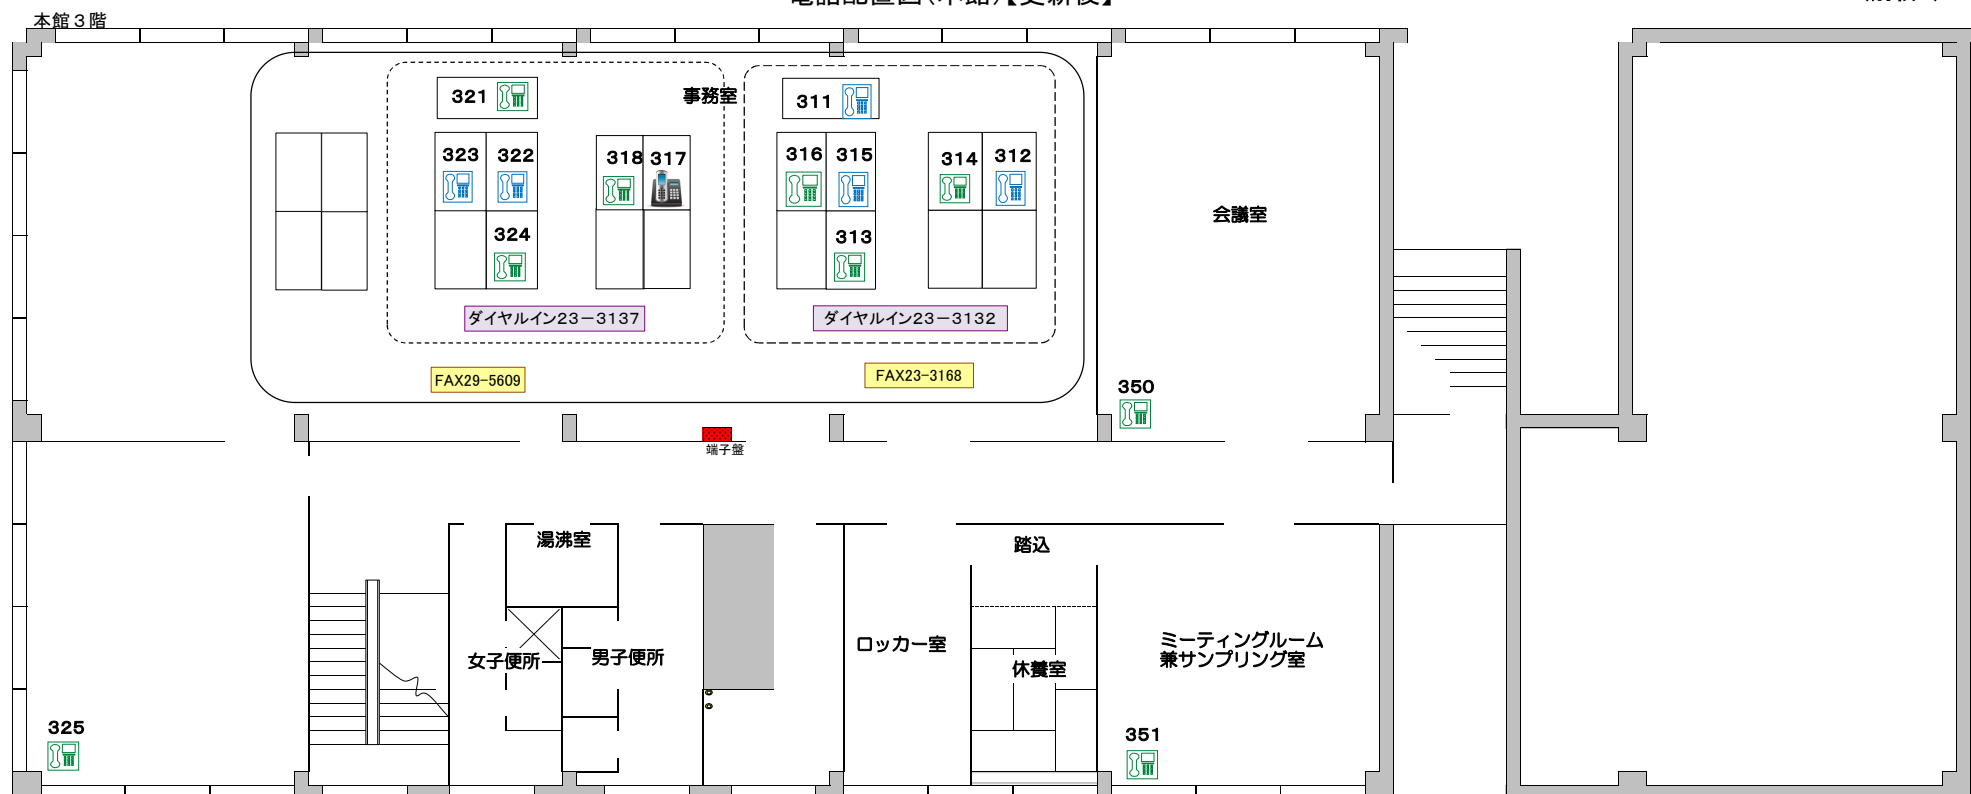 本館３階
321
事務室
311
323
322
318
317
316
315
314
312
324
313
会議室
ダイヤルイン２３－３１３７
ダイヤルイン２３－３１３２
FAX29-5609
FAX23-3168
350
端子盤
湯沸室
踏込
女子便所
男子便所
ロッカー室
休養室
ミーティングルーム
兼サンプリング室
325
351